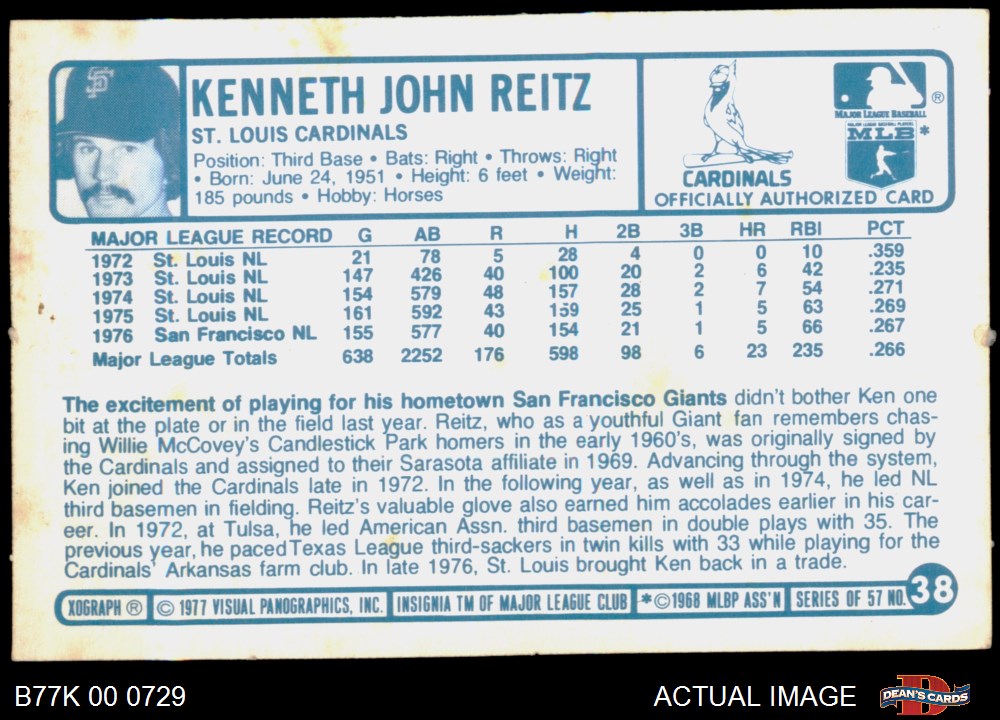 SF
KENNETH JOHN REITZ
ST. LOUIS CARDINALS
Position: Third Base • Bats: Right • Throws: Right
• Born: June 24, 1951 • Height: 6 feet • Weight:
185 pounds • Hobby: Horses
CARDINALS
® 
MAJOR LEAGUE BASEBALL
MAJOR LEAGUE BASEBALL PLAYERS
MLB*
OFFICIALLY AUTHORIZED CARD
MAJOR LEAGUE RECORD G AB R H 2B 3B HR RBI PCT
1972 St. Louis NL 21 78 5 28 4 0 0 10 .359
1973 St. Louis NL 147 426 40 100 20 2 6 42 .235
1974 St. Louis NL 154 579 48 157 28 2 7 54 .271
1975 St. Louis NL 161 592 43 159 25 1 5 63 .269
1976 San Francisco NL 155 577 40 154 21 1 5 66 .267
Major League Totals 638 2252 176 598 98 6 23 235 .266
The excitement of playing for his hometown San Francisco Giants didn't bother Ken one
bit at the plate or in the field last year. Reitz, who as a youthful Giant fan remembers chas-
ing Willie McCovey's Candlestick Park homers in the early 1960's, was originally signed by
the Cardinals and assigned to their Sarasota affiliate in 1969. Advancing through the system,
Ken joined the Cardinals late in 1972. In the following year, as well as in 1974, he led NL
third basemen in fielding. Reitz's valuable glove also earned him accolades earlier in his car-
eer. In 1972, at Tulsa, he led American Assn. third basemen in double plays with 35. The
previous year, he paced Texas League third-sackers in twin kills with 33 while playing for the
Cardinals' Arkansas farm club. In late 1976, St. Louis brought Ken back in a trade.
XOGRAPH ® © 1977 VISUAL PANOGRAPHICS, INC. INSIGNIA TM OF MAJOR LEAGUE CLUB *©1968 MLBP ASS'N SERIES OF 57 NO. 38
B77K 00 0729 ACTUAL IMAGE DEAN'S CARDS